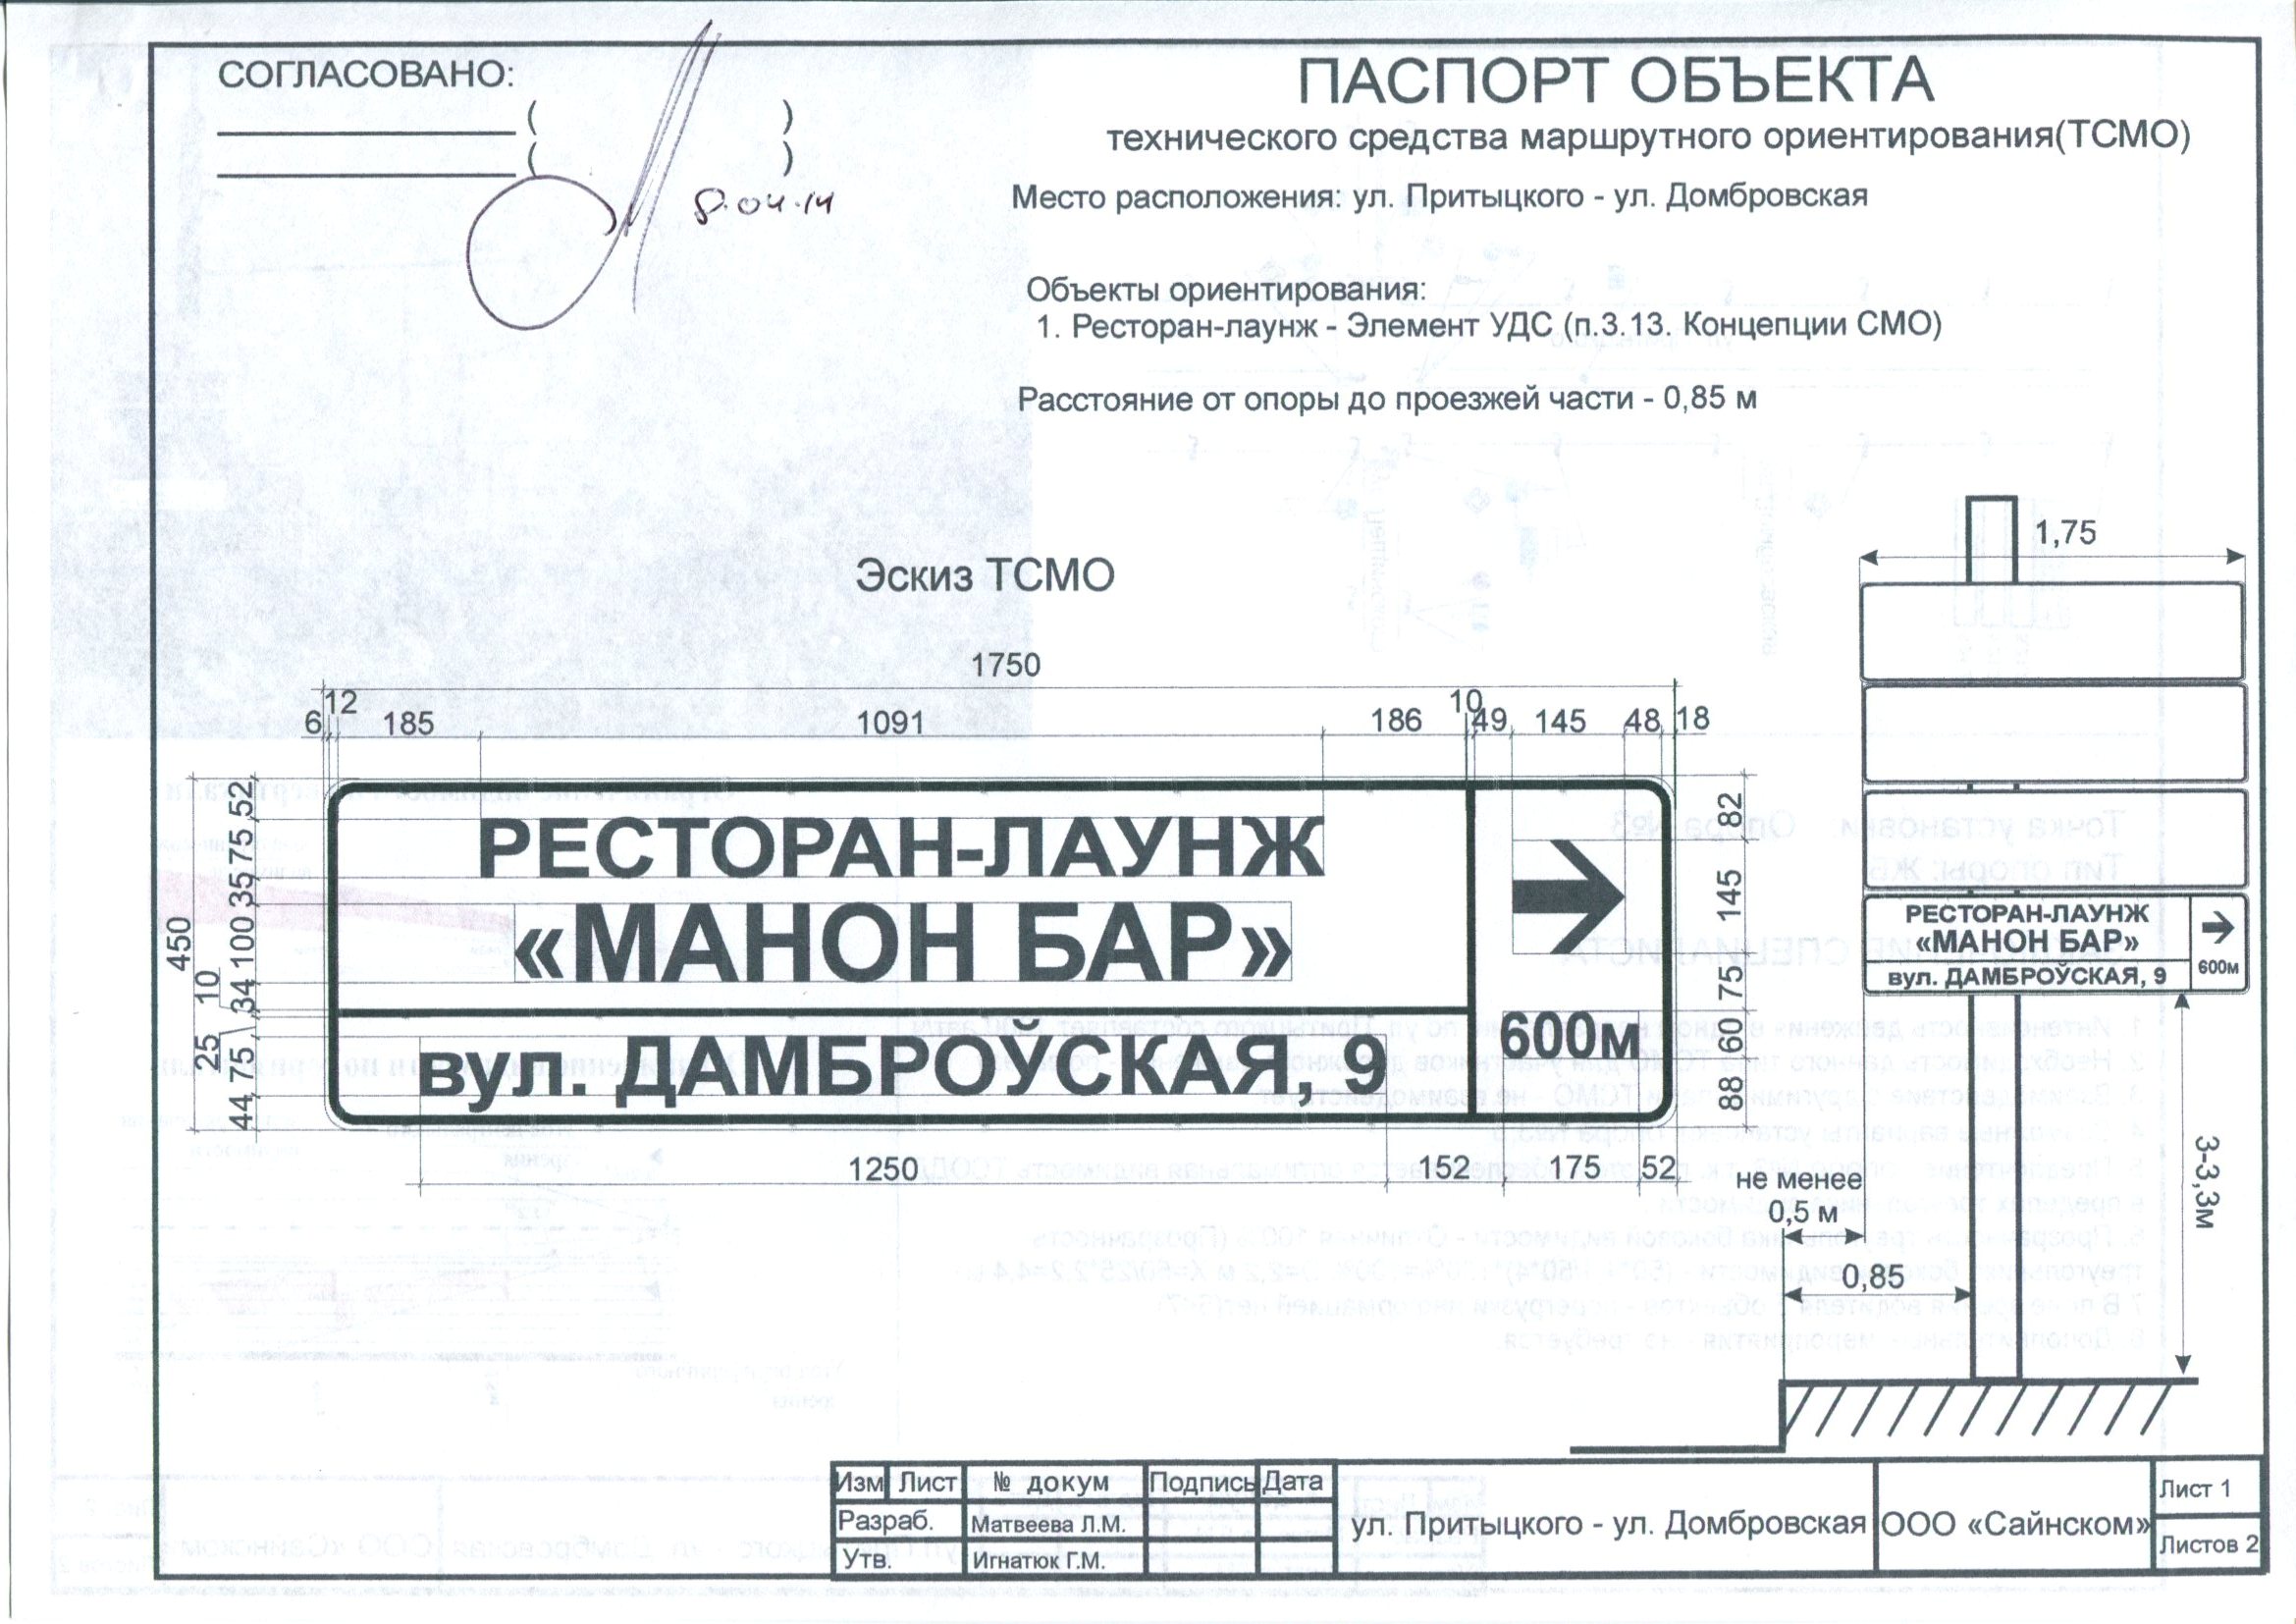 СОГЛАСОВАНО:
( )
( )
8.04.14
ПАСПОРТ ОБЪЕКТА
технического средства маршрутного ориентирования(ТСМО)
Место расположения: ул. Притыцкого - ул. Домбровская
Объекты ориентирования:
1. Ресторан-лаунж - Элемент УДС (п.3.13. Концепции СМО)
Расстояние от опоры до проезжей части - 0,85 м
Эскиз ТСМО
1750
6 12 185 1091 186 10 49 145 48 18
450
52 75 35 100 34 10 25 75 44
РЕСТОРАН-ЛАУНЖ
«МАНОН БАР»
вул. ДАМБРОЎСКАЯ, 9
600м
82 145 75 60 88
1250 152 175 52
1,75
РЕСТОРАН-ЛАУНЖ
«МАНОН БАР»
вул. ДАМБРОЎСКАЯ, 9
600м
3-3,3м
не менее
0,5 м
0,85
Изм Лист № докум Подпись Дата
Разраб. Матвеева Л.М.
Утв. Игнатюк Г.М.
ул. Притыцкого - ул. Домбровская
ООО «Сайнском»
Лист 1
Листов 2